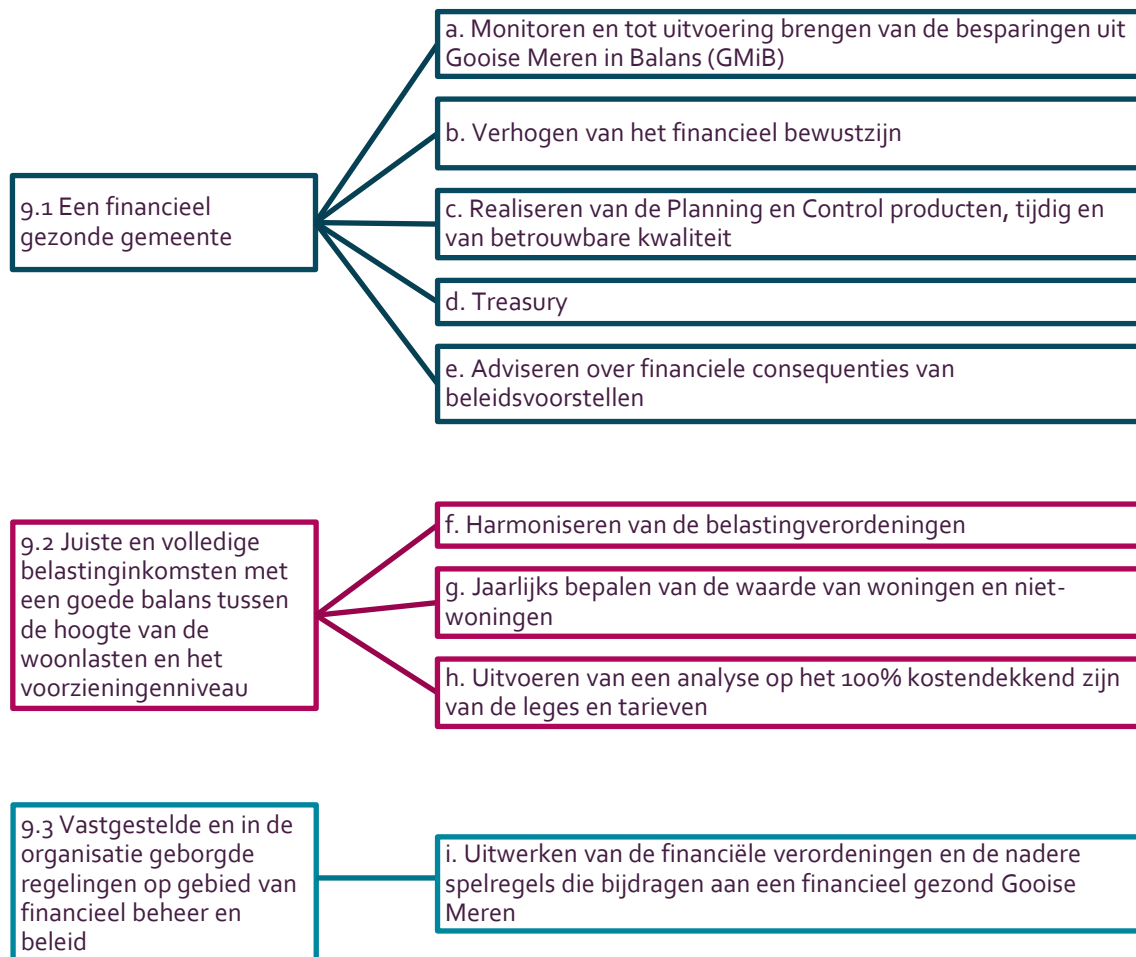 a. Monitoren en tot uitvoering brengen van de besparingen uit
Gooise Meren in Balans (GMiB)
b. Verhogen van het financieel bewustzijn
9.1 Een financieel
gezonde gemeente
c. Realiseren van de Planning en Control producten, tijdig en
van betrouwbare kwaliteit
d. Treasury
e. Adviseren over financiele consequenties van
beleidsvoorstellen
9.2 Juiste en volledige
belastinginkomsten met
een goede balans tussen
de hoogte van de
woonlasten en het
voorzieningenniveau
f. Harmoniseren van de belastingverordeningen
g. Jaarlijks bepalen van de waarde van woningen en niet-
woningen
h. Uitvoeren van een analyse op het 100% kostendekkend zijn
van de leges en tarieven
9.3 Vastgestelde en in de
organisatie geborgde
regelingen op gebied van
financieel beheer en
beleid
i. Uitwerken van de financiële verordeningen en de nadere
spelregels die bijdragen aan een financieel gezond Gooise
Meren